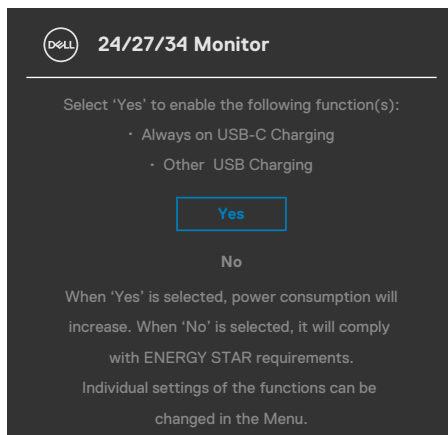 DELL
24/27/34 Monitor
Select ‘Yes’ to enable the following function(s):
· Always on USB-C Charging
· Other USB Charging
Yes
No
When ‘Yes’ is selected, power consumption will
increase. When ‘No’ is selected, it will comply
with ENERGY STAR requirements.
Individual settings of the functions can be
changed in the Menu.